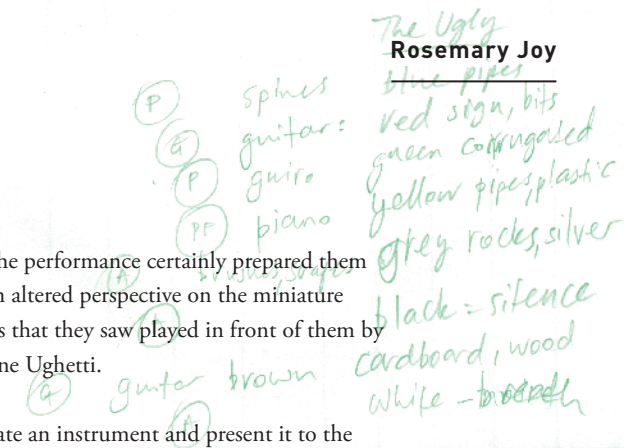 The Ugly
Rosemary Joy
P spines blue pipes
G guitar: red sign, bits
P guiro green corrugated
PF piano yellow pipes, plastic
grey rocks, silver
he performance certainly prepared them
A brushes,
n altered perspective on the miniature
black = silence
s that they saw played in front of them by
ne Ughetti.
cardboard, wood
G guitar brown
white –
A
ate an instrument and present it to the